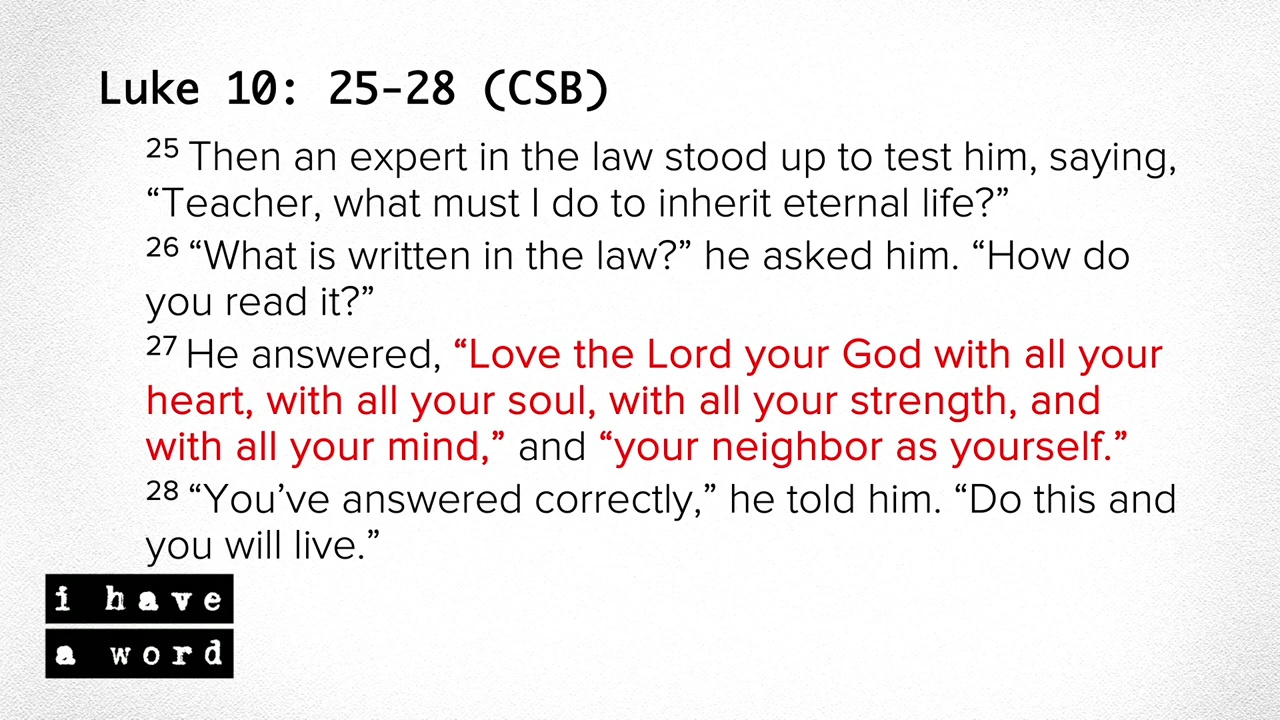 Luke 10: 25-28 (CSB)
25 Then an expert in the law stood up to test him, saying,
“Teacher, what must I do to inherit eternal life?”
26 “What is written in the law?” he asked him. “How do
you read it?”
27 He answered, “Love the Lord your God with all your
heart, with all your soul, with all your strength, and
with all your mind,” and “your neighbor as yourself.”
28 “You’ve answered correctly,” he told him. “Do this and
you will live.”
i have
a word